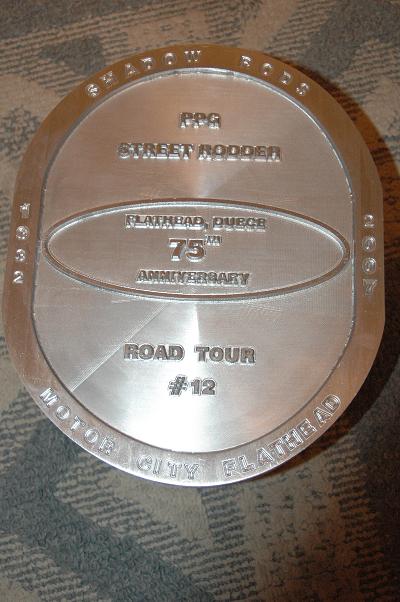 SHADOW RODS
PPG
STREET RODDER
1932
FLATHEAD, DUECE
75TH
ANNIVERSARY
2007
ROAD TOUR
#12
MOTOR CITY FLATHEAD